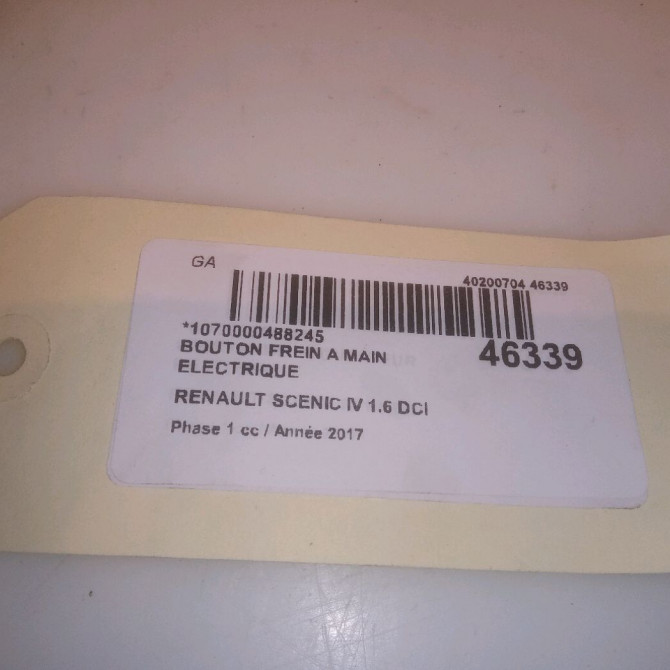 GA
40200704 46339
*1070000488245
46339
BOUTON FREIN A MAIN
ELECTRIQUE
RENAULT SCENIC IV 1.6 DCI
Phase 1 cc / Année 2017